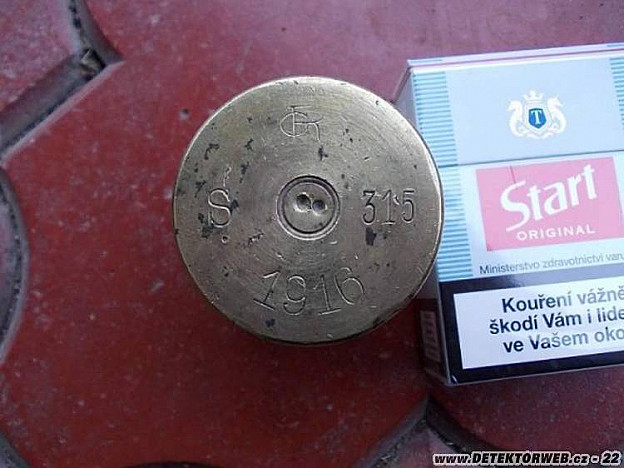 S 315
1916
T
Start
ORIGINAL
Ministerstvo zdravotnictví varu
Kouření vážně
škodí Vám i lide
ve Vašem oko
www.DETEKTORWEB.cz - 22